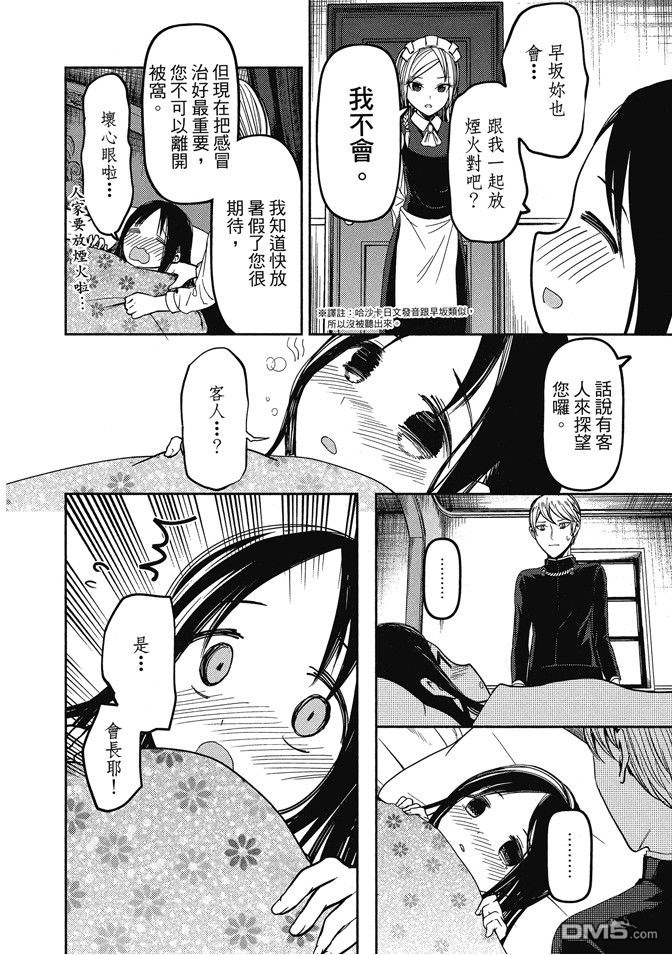 早坂妳也
會⋯
跟我一起放
煙火對吧？
我不會。
※譯註：哈沙卡日文發音跟早坂類似，
所以沒被聽出來。
我知道快放
暑假了您很
期待，
但現在把感冒
治好最重要，
您不可以離開
被窩。
壞心眼啦⋯
人家要放煙火啦⋯
話說有客
人來探望
您囉。
客人⋯？
⋯⋯
⋯⋯
是⋯
會長耶！
DM5.com